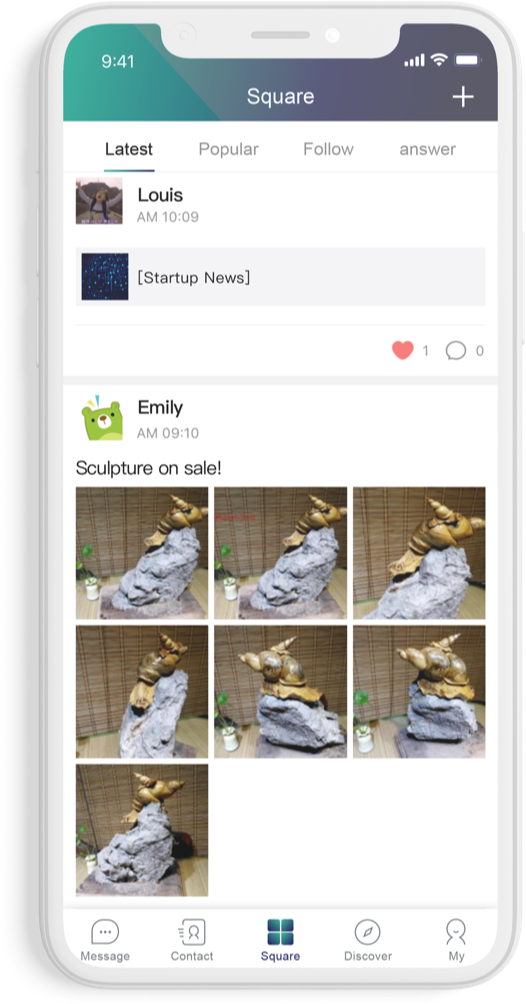 9:41
Square
Latest Popular Follow answer
Louis
AM 10:09
[Startup News]
1 0
Emily
AM 09:10
Sculpture on sale!
Message Contact Square Discover My